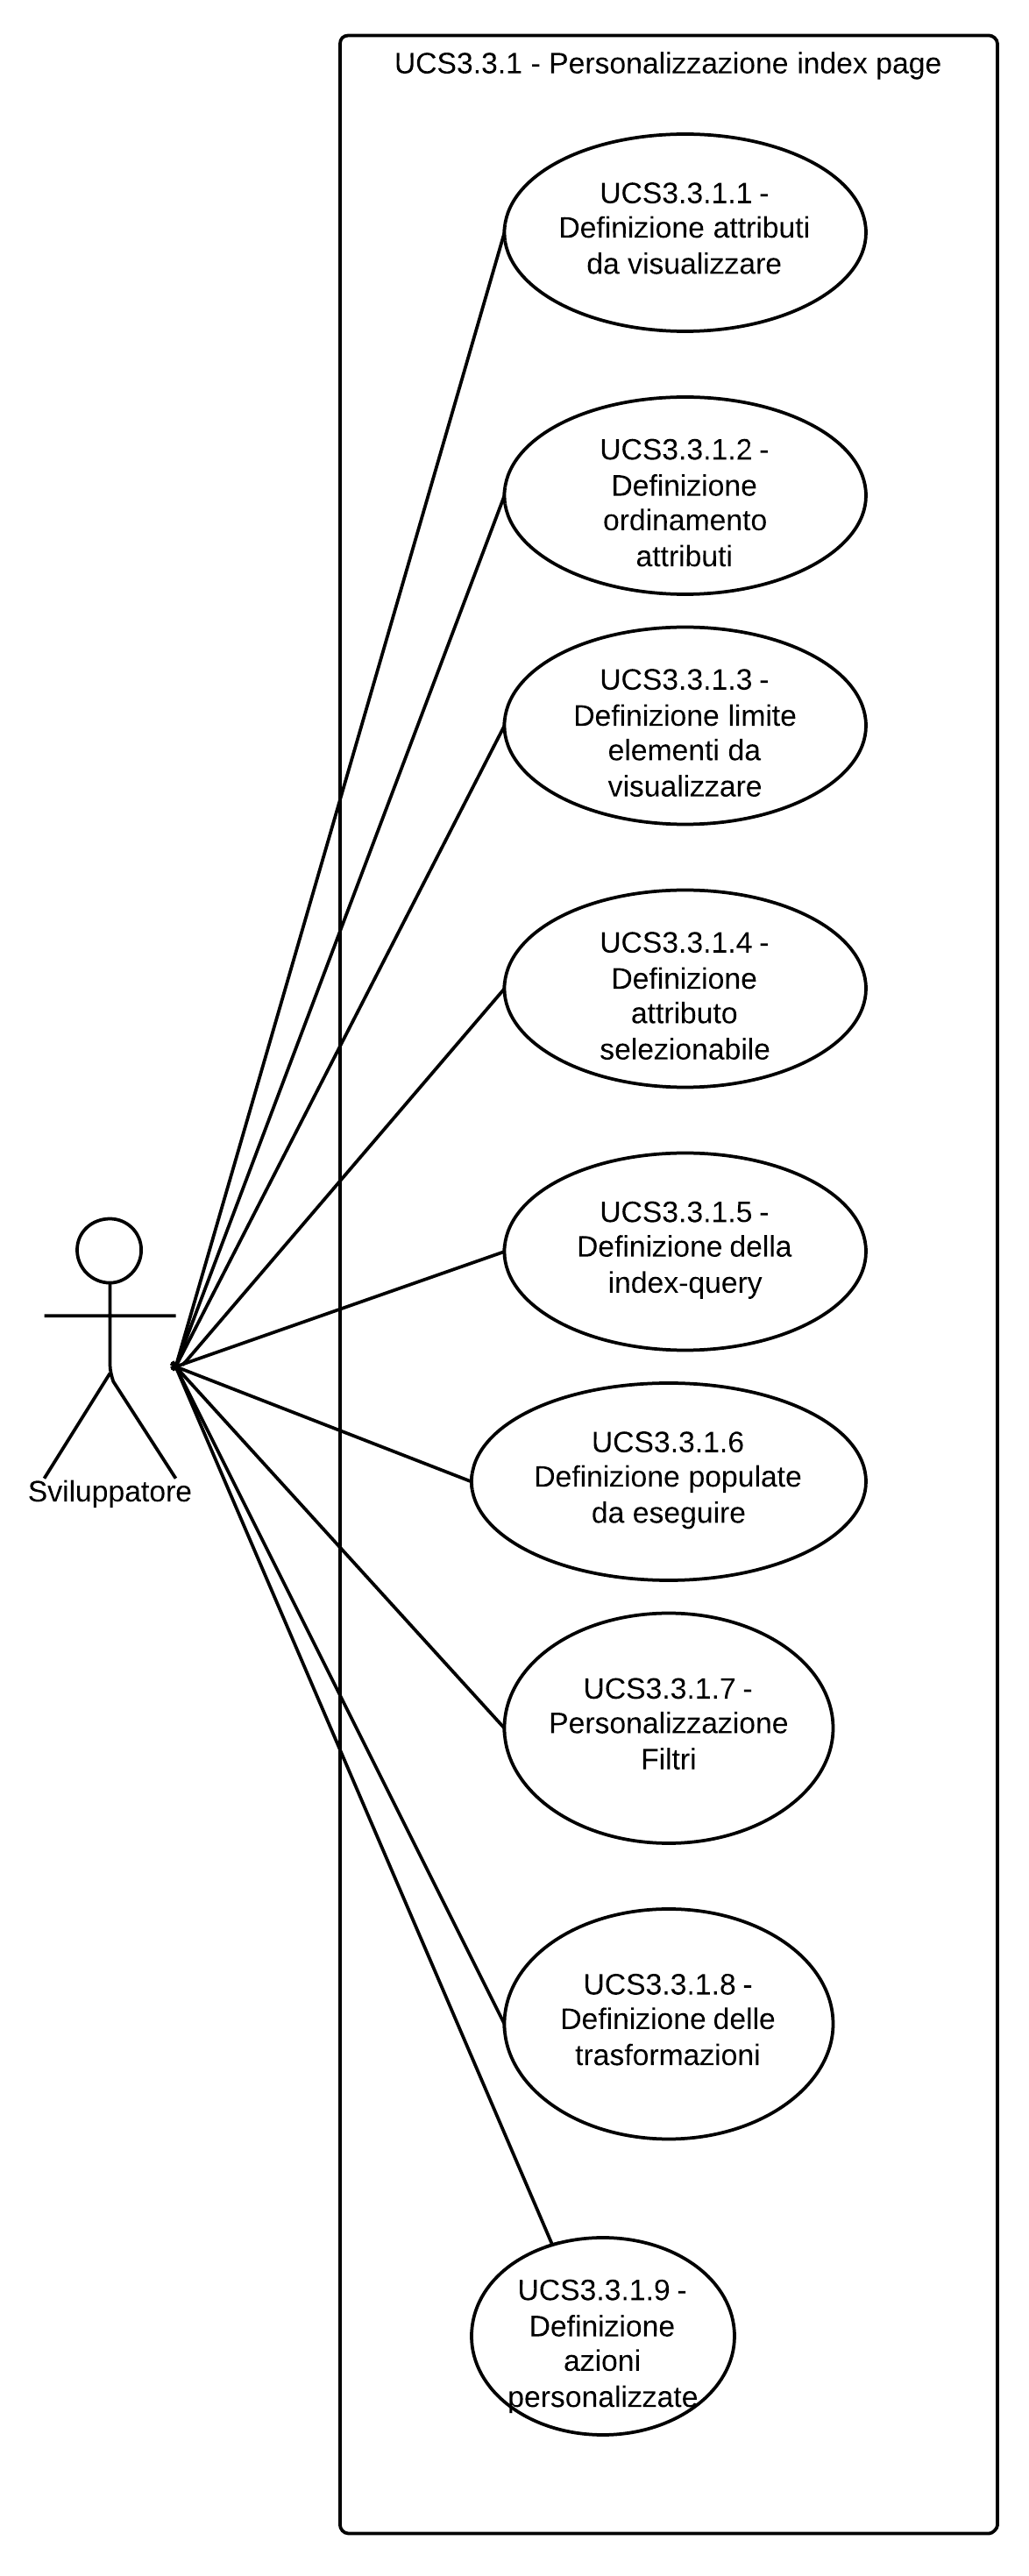 UCS3.3.1 - Personalizzazione index page
UCS3.3.1.1 -
Definizione attributi
da visualizzare
UCS3.3.1.2 -
Definizione
ordinamento
attributi
UCS3.3.1.3 -
Definizione limite
elementi da
visualizzare
UCS3.3.1.4 -
Definizione
attributo
selezionabile
UCS3.3.1.5 -
Definizione della
index-query
UCS3.3.1.6
Definizione populate
da eseguire
Sviluppatore
UCS3.3.1.7 -
Personalizzazione
Filtri
UCS3.3.1.8 -
Definizione delle
trasformazioni
UCS3.3.1.9 -
Definizione
azioni
personalizzate